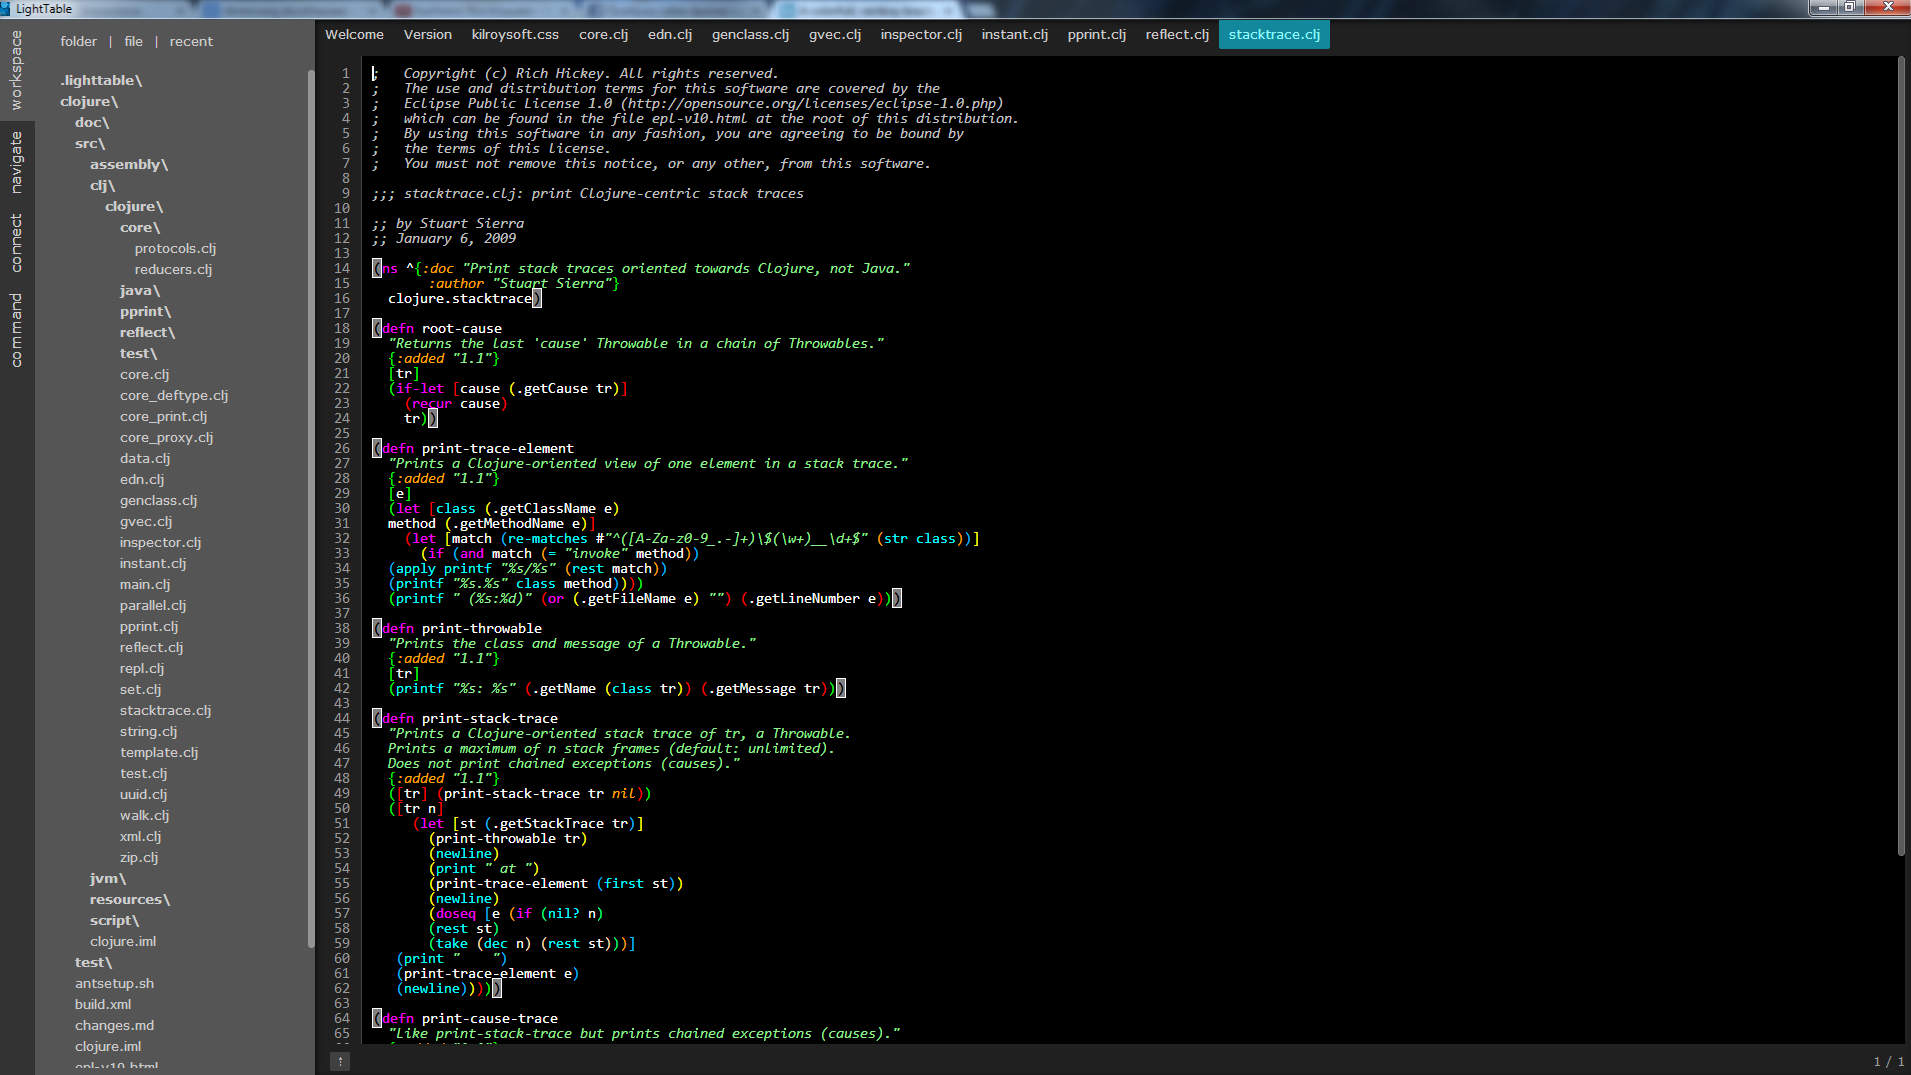 LightTable
workspace
navigate
connect
command
folder | file | recent
.lighttable\
clojure\
doc\
src\
assembly\
clj\
clojure\
core\
protocols.clj
reducers.clj
java\
pprint\
reflect\
test\
core.clj
core_deftype.clj
core_print.clj
core_proxy.clj
data.clj
edn.clj
genclass.clj
gvec.clj
inspector.clj
instant.clj
main.clj
parallel.clj
pprint.clj
reflect.clj
repl.clj
set.clj
stacktrace.clj
string.clj
template.clj
test.clj
uuid.clj
walk.clj
xml.clj
zip.clj
jvm\
resources\
script\
clojure.iml
test\
antsetup.sh
build.xml
changes.md
clojure.iml
epl-v10.html
Welcome Version kilroysoft.css core.clj edn.clj genclass.clj gvec.clj inspector.clj instant.clj pprint.clj reflect.clj stacktrace.clj
1 ;   Copyright (c) Rich Hickey. All rights reserved.
2 ;   The use and distribution terms for this software are covered by the
3 ;   Eclipse Public License 1.0 (http://opensource.org/licenses/eclipse-1.0.php)
4 ;   which can be found in the file epl-v10.html at the root of this distribution.
5 ;   By using this software in any fashion, you are agreeing to be bound by
6 ;   the terms of this license.
7 ;   You must not remove this notice, or any other, from this software.
8
9 ;;; stacktrace.clj: print Clojure-centric stack traces
10
11 ;; by Stuart Sierra
12 ;; January 6, 2009
13
14 (ns ^{:doc "Print stack traces oriented towards Clojure, not Java."
15        :author "Stuart Sierra"}
16   clojure.stacktrace)
17
18 (defn root-cause
19   "Returns the last 'cause' Throwable in a chain of Throwables."
20   {:added "1.1"}
21   [tr]
22   (if-let [cause (.getCause tr)]
23     (recur cause)
24     tr))
25
26 (defn print-trace-element
27   "Prints a Clojure-oriented view of one element in a stack trace."
28   {:added "1.1"}
29   [e]
30   (let [class (.getClassName e)
31   method (.getMethodName e)]
32     (let [match (re-matches #"^([A-Za-z0-9_.-]+)\$(\w+)__\d+$" (str class))]
33       (if (and match (= "invoke" method))
34   (apply printf "%s/%s" (rest match))
35   (printf "%s.%s" class method))))
36   (printf " (%s:%d)" (or (.getFileName e) "") (.getLineNumber e)))
37
38 (defn print-throwable
39   "Prints the class and message of a Throwable."
40   {:added "1.1"}
41   [tr]
42   (printf "%s: %s" (.getName (class tr)) (.getMessage tr)))
43
44 (defn print-stack-trace
45   "Prints a Clojure-oriented stack trace of tr, a Throwable.
46   Prints a maximum of n stack frames (default: unlimited).
47   Does not print chained exceptions (causes)."
48   {:added "1.1"}
49   ([tr] (print-stack-trace tr nil))
50   ([tr n]
51      (let [st (.getStackTrace tr)]
52        (print-throwable tr)
53        (newline)
54        (print " at ")
55        (print-trace-element (first st))
56        (newline)
57        (doseq [e (if (nil? n)
58        (rest st)
59        (take (dec n) (rest st)))]
60    (print "    ")
61    (print-trace-element e)
62    (newline)))))
63
64 (defn print-cause-trace
65   "Like print-stack-trace but prints chained exceptions (causes)."
1 / 1